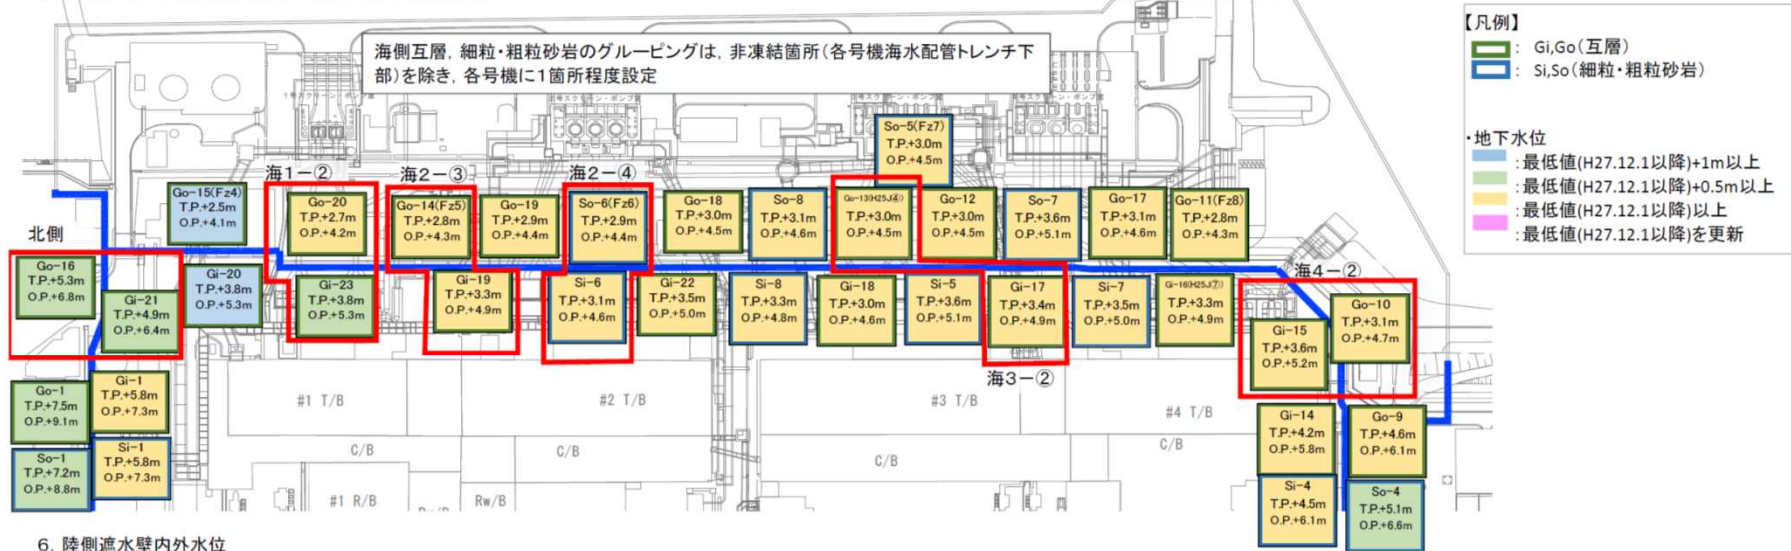 海側互層，細粒・粗粒砂岩のグルーピングは，非凍結箇所（各号機海水配管トレンチ下
部）を除き，各号機に1箇所程度設定
【凡例】
： Gi,Go（互層）
： Si,So（細粒・粗粒砂岩）
・地下水位
：最低値(H27.12.1以降)+1m以上
：最低値(H27.12.1以降)+0.5m以上
：最低値(H27.12.1以降)以上
：最低値(H27.12.1以降)を更新
So-5(Fz7)
T.P.+3.0m
O.P.+4.5m
海1－②
海2－③
海2－④
Go-15(Fz4)
T.P.+2.5m
O.P.+4.1m
Go-20
T.P.+2.7m
O.P.+4.2m
Go-14(Fz5)
T.P.+2.8m
O.P.+4.3m
Go-19
T.P.+2.9m
O.P.+4.4m
So-6(Fz6)
T.P.+2.9m
O.P.+4.4m
Go-18
T.P.+3.0m
O.P.+4.5m
So-8
T.P.+3.1m
O.P.+4.6m
Go-13(H25J④)
T.P.+3.0m
O.P.+4.5m
Go-12
T.P.+3.0m
O.P.+4.5m
So-7
T.P.+3.6m
O.P.+5.1m
Go-17
T.P.+3.1m
O.P.+4.6m
Go-11(Fz8)
T.P.+2.8m
O.P.+4.3m
北側
Go-16
T.P.+5.3m
O.P.+6.8m
Gi-21
T.P.+4.9m
O.P.+6.4m
Gi-20
T.P.+3.8m
O.P.+5.3m
Gi-23
T.P.+3.8m
O.P.+5.3m
Gi-19
T.P.+3.3m
O.P.+4.9m
Si-6
T.P.+3.1m
O.P.+4.6m
Gi-22
T.P.+3.5m
O.P.+5.0m
Si-8
T.P.+3.3m
O.P.+4.8m
Gi-18
T.P.+3.0m
O.P.+4.6m
Si-5
T.P.+3.6m
O.P.+5.1m
Gi-17
T.P.+3.4m
O.P.+4.9m
Si-7
T.P.+3.5m
O.P.+5.0m
Gi-16(H25J⑦)
T.P.+3.3m
O.P.+4.9m
海4－②
Gi-15
T.P.+3.6m
O.P.+5.2m
Go-10
T.P.+3.1m
O.P.+4.7m
海3－②
Go-1
T.P.+7.5m
O.P.+9.1m
Gi-1
T.P.+5.8m
O.P.+7.3m
So-1
T.P.+7.2m
O.P.+8.8m
Si-1
T.P.+5.8m
O.P.+7.3m
#1 T/B
#2 T/B
#3 T/B
#4 T/B
C/B
C/B
C/B
C/B
#1 R/B
Rw/B
Gi-14
T.P.+4.2m
O.P.+5.8m
Go-9
T.P.+4.6m
O.P.+6.1m
Si-4
T.P.+4.5m
O.P.+6.1m
So-4
T.P.+5.1m
O.P.+6.6m
6．陸側遮水壁内外水位